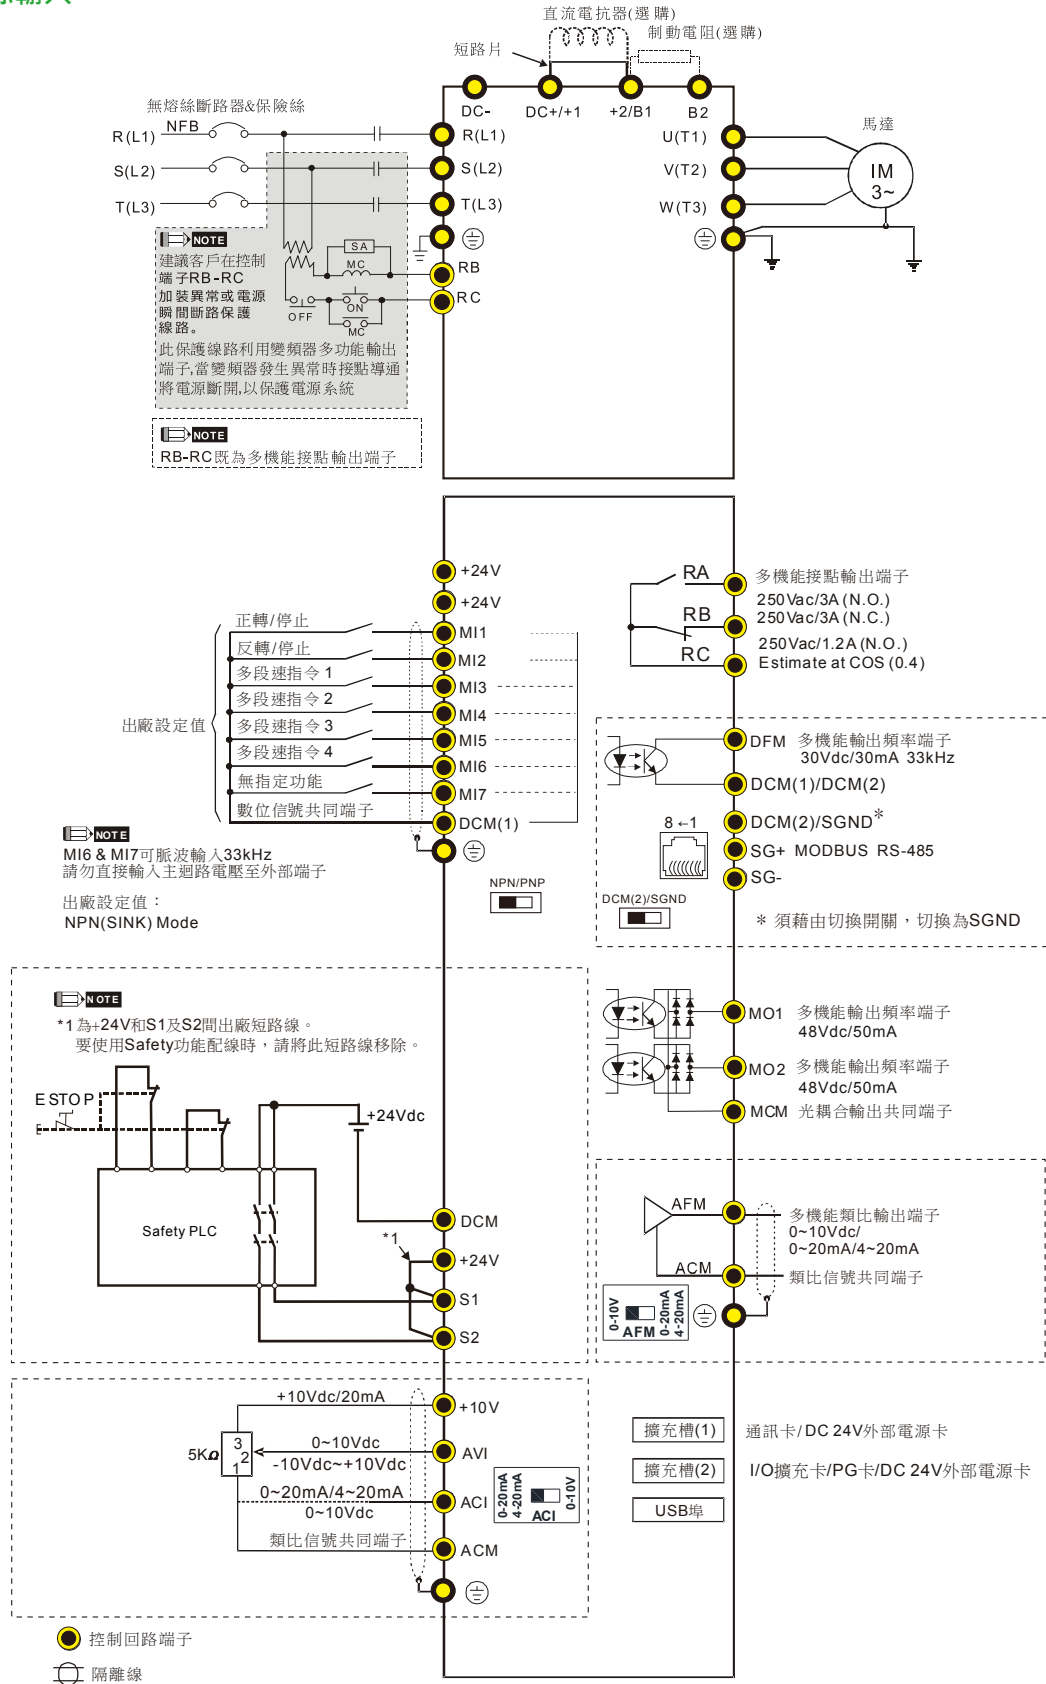 直流電抗器(選購)
制動電阻(選購)
短路片
無熔絲斷路器&保險絲
NFB
DC-
DC+/+1
+2/B1
B2
馬達
R(L1)
R(L1)
U(T1)
S(L2)
S(L2)
V(T2)
IM
3~
T(L3)
T(L3)
W(T3)
NOTE
建議客戶在控制
端子RB-RC
加裝異常或電源
瞬間斷路保護
線路。
SA
MC
RB
OFF
ON
MC
RC
此保護線路利用變頻器多功能輸出
端子,當變頻器發生異常時接點導通
將電源斷開,以保護電源系統
NOTE
RB-RC既為多機能接點輸出端子
+24V
+24V
正轉/停止
MI1
反轉/停止
MI2
多段速指令 1
MI3
多段速指令 2
MI4
出廠設定值
多段速指令 3
MI5
多段速指令 4
MI6
無指定功能
MI7
數位信號共同端子
DCM(1)
RA
多機能接點輸出端子
250Vac/3A (N.O.)
RB
250Vac/3A (N.C.)
250Vac/1.2A (N.O.)
RC
Estimate at COS (0.4)
NOTE
MI6 & MI7可脈波輸入33kHz
請勿直接輸入主迴路電壓至外部端子
出廠設定值：
NPN(SINK) Mode
NPN/PNP
DFM
多機能輸出頻率端子
30Vdc/30mA 33kHz
DCM(1)/DCM(2)
8←1
DCM(2)/SGND*
SG+ MODBUS RS-485
SG-
DCM(2)/SGND
* 須藉由切換開關，切換為SGND
NOTE
*1為+24V和S1及S2間出廠短路線。
要使用Safety功能配線時，請將此短路線移除。
ESTOP
+24Vdc
Safety PLC
DCM
*1
+24V
S1
S2
MO1
多機能輸出頻率端子
48Vdc/50mA
MO2
多機能輸出頻率端子
48Vdc/50mA
MCM
光耦合輸出共同端子
AFM
多機能類比輸出端子
0~10Vdc/
0~20mA/4~20mA
ACM
類比信號共同端子
0-10V
AFM
0-20mA
4-20mA
+10Vdc/20mA
+10V
5KΩ
3
2
1
0~10Vdc
-10Vdc~+10Vdc
AVI
0~20mA/4~20mA
0~10Vdc
ACI
0-20mA
4-20mA
ACI
0-10V
類比信號共同端子
ACM
擴充槽(1)
通訊卡/ DC 24V外部電源卡
擴充槽(2)
I/O擴充卡/PG卡/DC 24V外部電源卡
USB埠
控制回路端子
隔離線